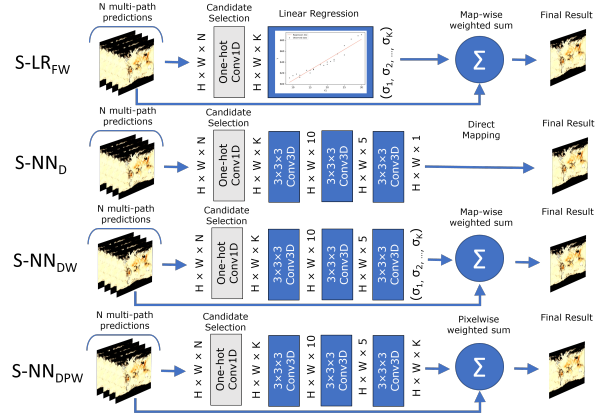 N multi-path
predictions
Candidate
Selection
Linear Regression
Map-wise
weighted sum
Final Result
S-LR_FW
H × W × N
One-hot
Conv1D
H × W × K
(σ1, σ2, ..., σK)
Σ
N multi-path
predictions
Candidate
Selection
Direct
Mapping
Final Result
S-NN_D
H × W × N
One-hot
Conv1D
H × W × K
3×3×3
Conv3D
H × W × 10
3×3×3
Conv3D
H × W × 5
3×3×3
Conv3D
H × W × 1
N multi-path
predictions
Candidate
Selection
Map-wise
weighted sum
Final Result
S-NN_DW
H × W × N
One-hot
Conv1D
H × W × K
3×3×3
Conv3D
H × W × 10
3×3×3
Conv3D
H × W × 5
3×3×3
Conv3D
(σ1, σ2, ..., σK)
Σ
N multi-path
predictions
Candidate
Selection
Pixelwise
weighted sum
Final Result
S-NN_DPW
H × W × N
One-hot
Conv1D
H × W × K
3×3×3
Conv3D
H × W × 10
3×3×3
Conv3D
H × W × 5
3×3×3
Conv3D
H × W × K
Σ